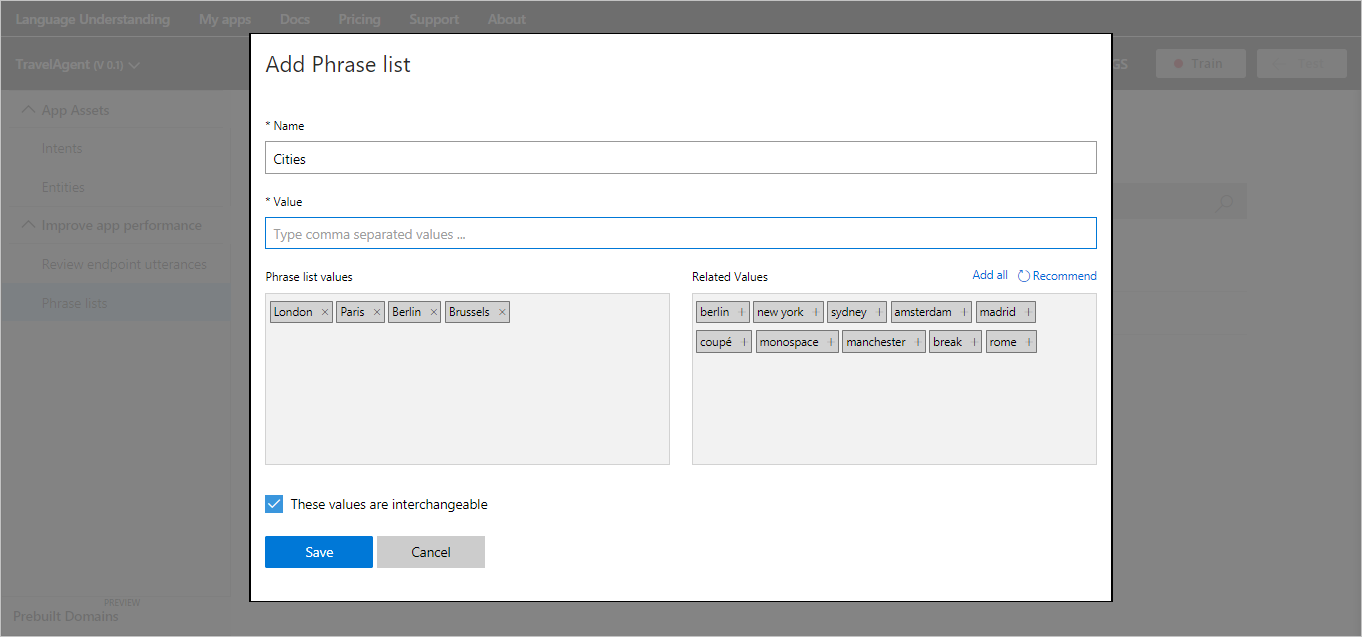 Language Understanding My apps Docs Pricing Support About
TravelAgent (V 0.1) GS Train Test
Add Phrase list
App Assets
Intents
Entities
Improve app performance
Review endpoint utterances
Phrase lists
PREVIEW
Prebuilt Domains
* Name
Cities
* Value
Type comma separated values ...
Phrase list values
London × Paris × Berlin × Brussels ×
Related Values Add all Recommend
berlin + new york + sydney + amsterdam + madrid +
coupé + monospace + manchester + break + rome +
These values are interchangeable
Save Cancel